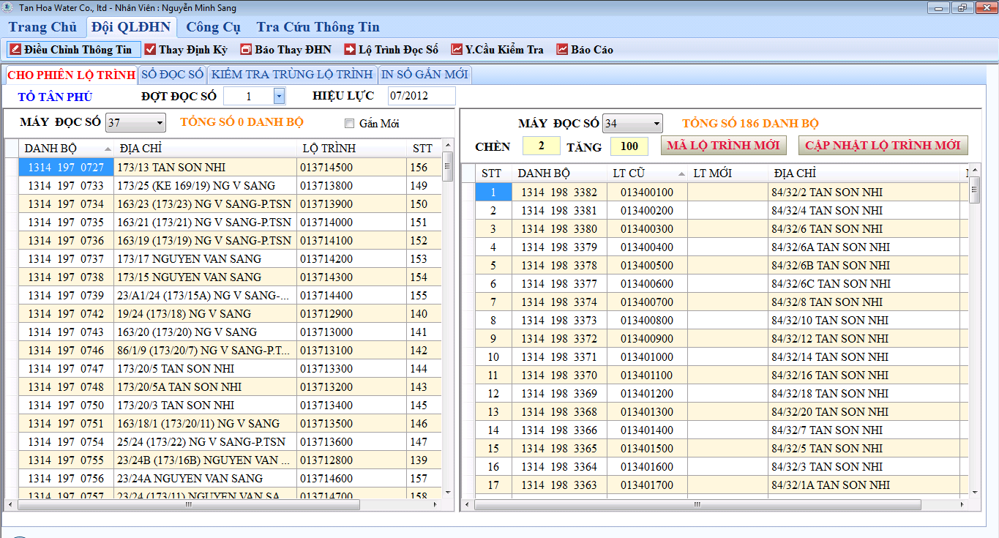 Tan Hoa Water Co., ltd - Nhân Viên : Nguyễn Minh Sang
Trang Chủ Đội QLĐHN Công Cụ Tra Cứu Thông Tin
Điều Chỉnh Thông Tin Thay Định Kỳ Báo Thay ĐHN Lộ Trình Đọc Số Y.Cầu Kiểm Tra Báo Cáo
CHO PHIÊN LỘ TRÌNH SỔ ĐỌC SỐ KIỂM TRA TRÙNG LỘ TRÌNH IN SỔ GẮN MỚI
TỔ TÂN PHÚ ĐỢT ĐỌC SỐ 1 HIỆU LỰC 07/2012
MÁY ĐỌC SỐ 37 TỔNG SỐ 0 DANH BỘ Gắn Mới
DANH BỘ ĐỊA CHỈ LỘ TRÌNH STT
1314 197 0727 173/13 TAN SON NHI 013714500 156
1314 197 0733 173/25 (KE 169/19) NG V SANG 013713800 149
1314 197 0734 163/23 (173/23) NG V SANG-P.TSN 013713900 150
1314 197 0735 163/21 (173/21) NG V SANG-P.TSN 013714000 151
1314 197 0736 163/19 (173/19) NG V SANG-P.TSN 013714100 152
1314 197 0737 173/17 NGUYEN VAN SANG 013714200 153
1314 197 0738 173/15 NGUYEN VAN SANG 013714300 154
1314 197 0739 23/A1/24 (173/15A) NG V SANG-... 013714400 155
1314 197 0742 19/24 (173/18) NG V SANG 013712900 140
1314 197 0743 163/20 (173/20) NG V SANG 013713000 141
1314 197 0746 86/1/9 (173/20/7) NG V SANG-P.T... 013713100 142
1314 197 0747 173/20/5 TAN SON NHI 013713300 144
1314 197 0748 173/20/5A TAN SON NHI 013713200 143
1314 197 0750 173/20/3 TAN SON NHI 013713400 145
1314 197 0751 163/18/1 (173/20/11) NG V SANG 013713500 146
1314 197 0754 25/24 (173/22) NG V SANG-P.TSN 013713600 147
1314 197 0755 23/24B (173/16B) NGUYEN VAN ... 013712800 139
1314 197 0756 23/24A NGUYEN VAN SANG 013714600 157
1314 197 0757 23/24 (173/11) NGUYEN VAN SA... 013714700 158
MÁY ĐỌC SỐ 34 TỔNG SỐ 186 DANH BỘ
CHÈN 2 TĂNG 100 MÃ LỘ TRÌNH MỚI CẬP NHẬT LỘ TRÌNH MỚI
STT DANH BỘ LT CŨ LT MỚI ĐỊA CHỈ
1 1314 198 3382 013400100 84/32/2 TAN SON NHI
2 1314 198 3381 013400200 84/32/4 TAN SON NHI
3 1314 198 3380 013400300 84/32/6 TAN SON NHI
4 1314 198 3379 013400400 84/32/6A TAN SON NHI
5 1314 198 3378 013400500 84/32/6B TAN SON NHI
6 1314 198 3377 013400600 84/32/6C TAN SON NHI
7 1314 198 3374 013400700 84/32/8 TAN SON NHI
8 1314 198 3373 013400800 84/32/10 TAN SON NHI
9 1314 198 3372 013400900 84/32/12 TAN SON NHI
10 1314 198 3371 013401000 84/32/14 TAN SON NHI
11 1314 198 3370 013401100 84/32/16 TAN SON NHI
12 1314 198 3369 013401200 84/32/18 TAN SON NHI
13 1314 198 3368 013401300 84/32/20 TAN SON NHI
14 1314 198 3366 013401400 84/32/7 TAN SON NHI
15 1314 198 3365 013401500 84/32/5 TAN SON NHI
16 1314 198 3364 013401600 84/32/3 TAN SON NHI
17 1314 198 3363 013401700 84/32/1A TAN SON NHI